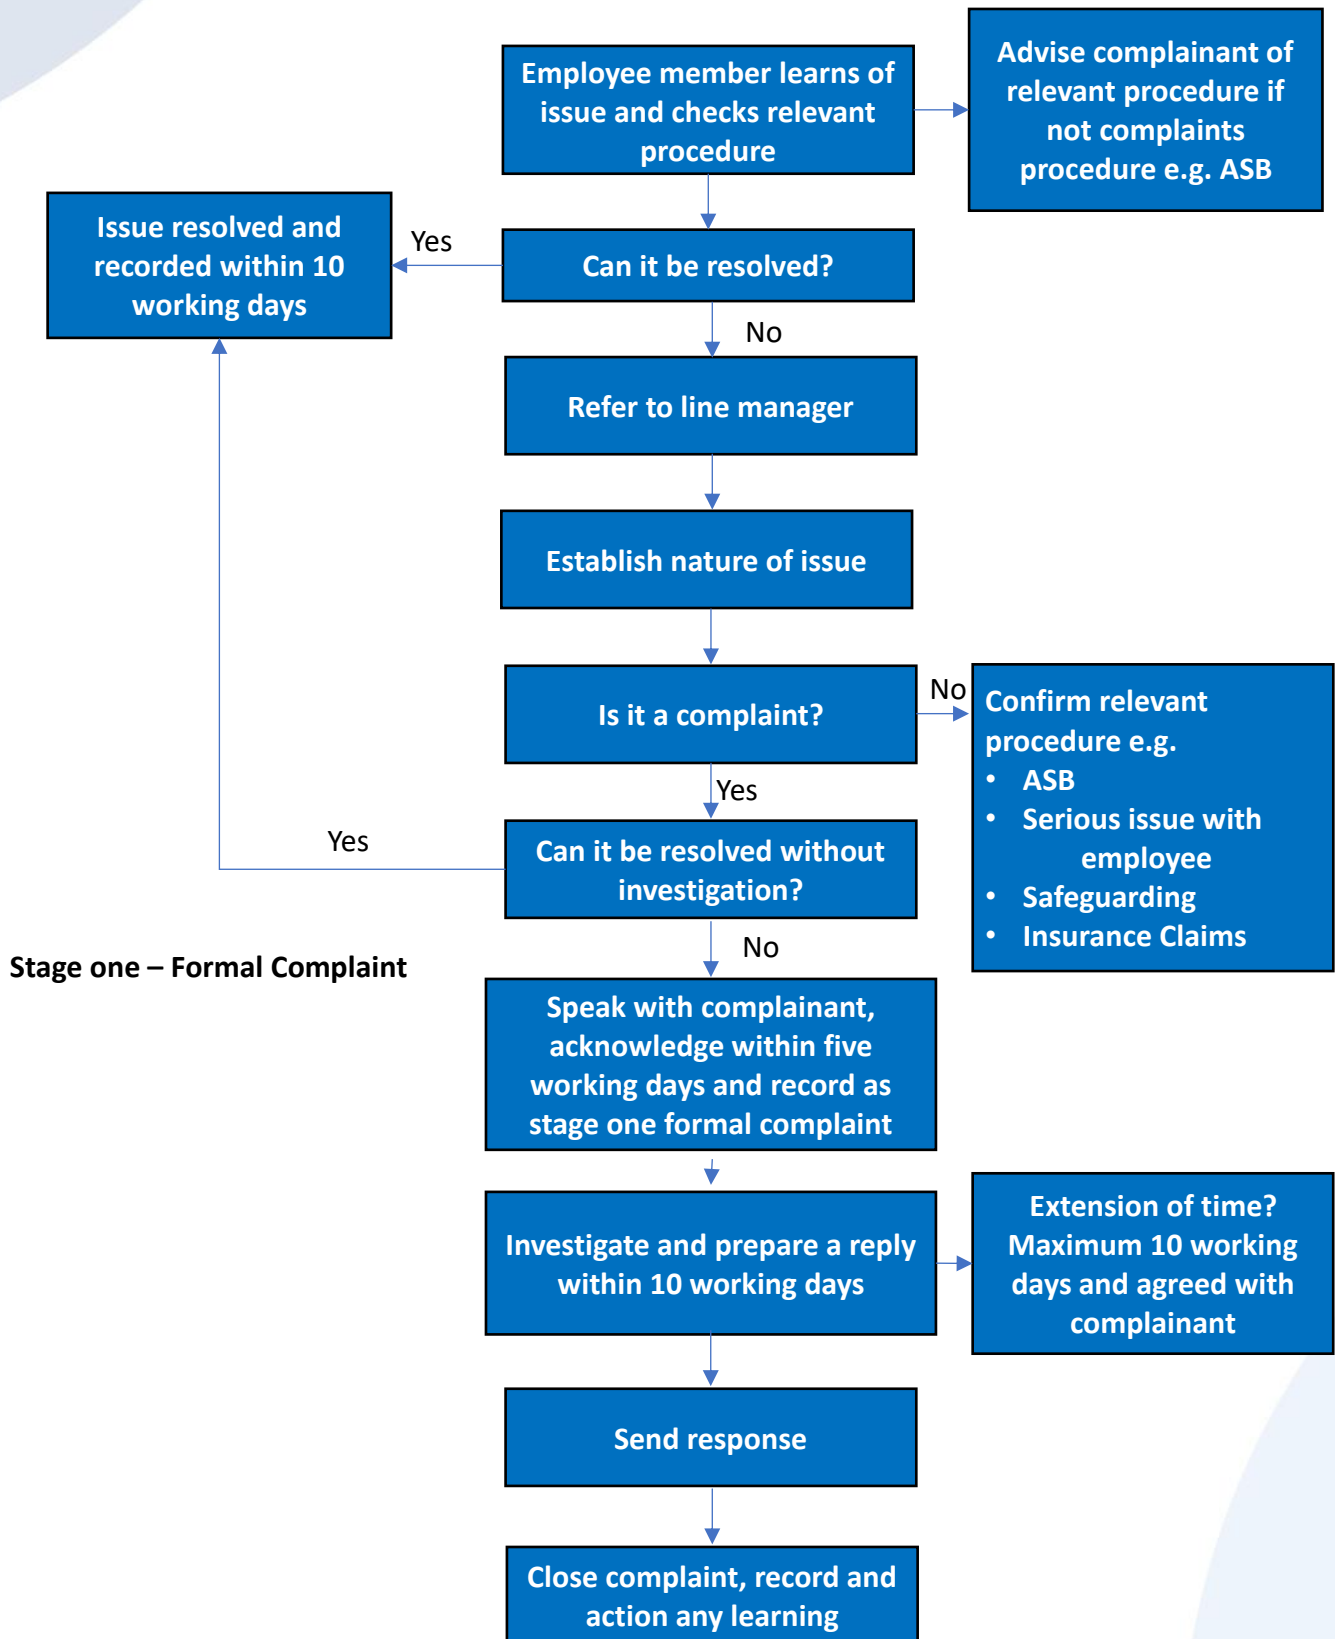 Employee member learns of
issue and checks relevant
procedure
Advise complainant of
relevant procedure if
not complaints
procedure e.g. ASB
Issue resolved and
recorded within 10
working days
Yes
Can it be resolved?
No
Refer to line manager
Establish nature of issue
Is it a complaint?
No
Confirm relevant
procedure e.g.
• ASB
• Serious issue with
employee
• Safeguarding
• Insurance Claims
Yes
Yes
Can it be resolved without
investigation?
No
Stage one – Formal Complaint
Speak with complainant,
acknowledge within five
working days and record as
stage one formal complaint
Investigate and prepare a reply
within 10 working days
Extension of time?
Maximum 10 working
days and agreed with
complainant
Send response
Close complaint, record and
action any learning